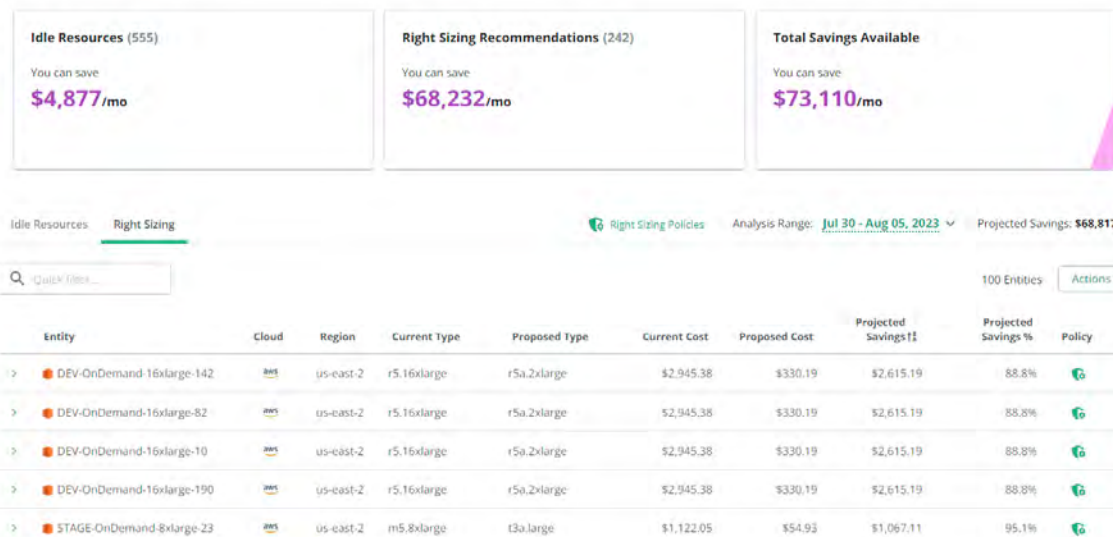 Idle Resources (555)
You can save
$4,877/mo
Right Sizing Recommendations (242)
You can save
$68,232/mo
Total Savings Available
You can save
$73,110/mo
Idle Resources Right Sizing Right Sizing Policies Analysis Range: Jul 30 - Aug 05, 2023 Projected Savings: $68,817
Quick filter... 100 Entities Actions
Entity Cloud Region Current Type Proposed Type Current Cost Proposed Cost Projected Savings Projected Savings % Policy
DEV-OnDemand-16xlarge-142 aws us-east-2 r5.16xlarge r5a.2xlarge $2,945.38 $330.19 $2,615.19 88.8%
DEV-OnDemand-16xlarge-82 aws us-east-2 r5.16xlarge r5a.2xlarge $2,945.38 $330.19 $2,615.19 88.8%
DEV-OnDemand-16xlarge-10 aws us-east-2 r5.16xlarge r5a.2xlarge $2,945.38 $330.19 $2,615.19 88.8%
DEV-OnDemand-16xlarge-190 aws us-east-2 r5.16xlarge r5a.2xlarge $2,945.38 $330.19 $2,615.19 88.8%
STAGE-OnDemand-8xlarge-23 aws us-east-2 m5.8xlarge t3a.large $1,122.05 $54.93 $1,067.11 95.1%